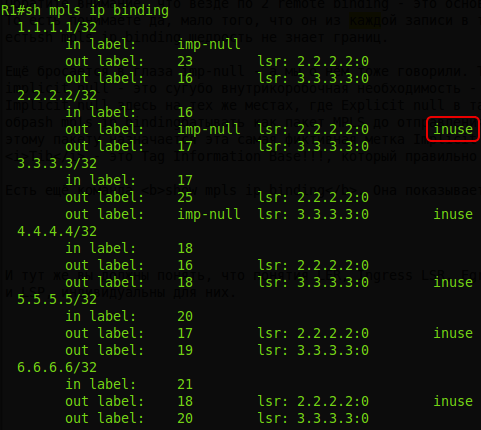 R1#sh mpls ip binding
1.1.1.1/32
in label: imp-null
out label: 23 lsr: 2.2.2.2:0
out label: 16 lsr: 3.3.3.3:0
2.2.2.2/32
in label: 16
out label: imp-null lsr: 2.2.2.2:0 inuse
out label: 17 lsr: 3.3.3.3:0
3.3.3.3/32
in label: 17
out label: 25 lsr: 2.2.2.2:0
out label: imp-null lsr: 3.3.3.3:0 inuse
4.4.4.4/32
in label: 18
out label: 16 lsr: 2.2.2.2:0
out label: 18 lsr: 3.3.3.3:0 inuse
5.5.5.5/32
in label: 20
out label: 17 lsr: 2.2.2.2:0 inuse
out label: 19 lsr: 3.3.3.3:0
6.6.6.6/32
in label: 21
out label: 18 lsr: 2.2.2.2:0 inuse
out label: 20 lsr: 3.3.3.3:0